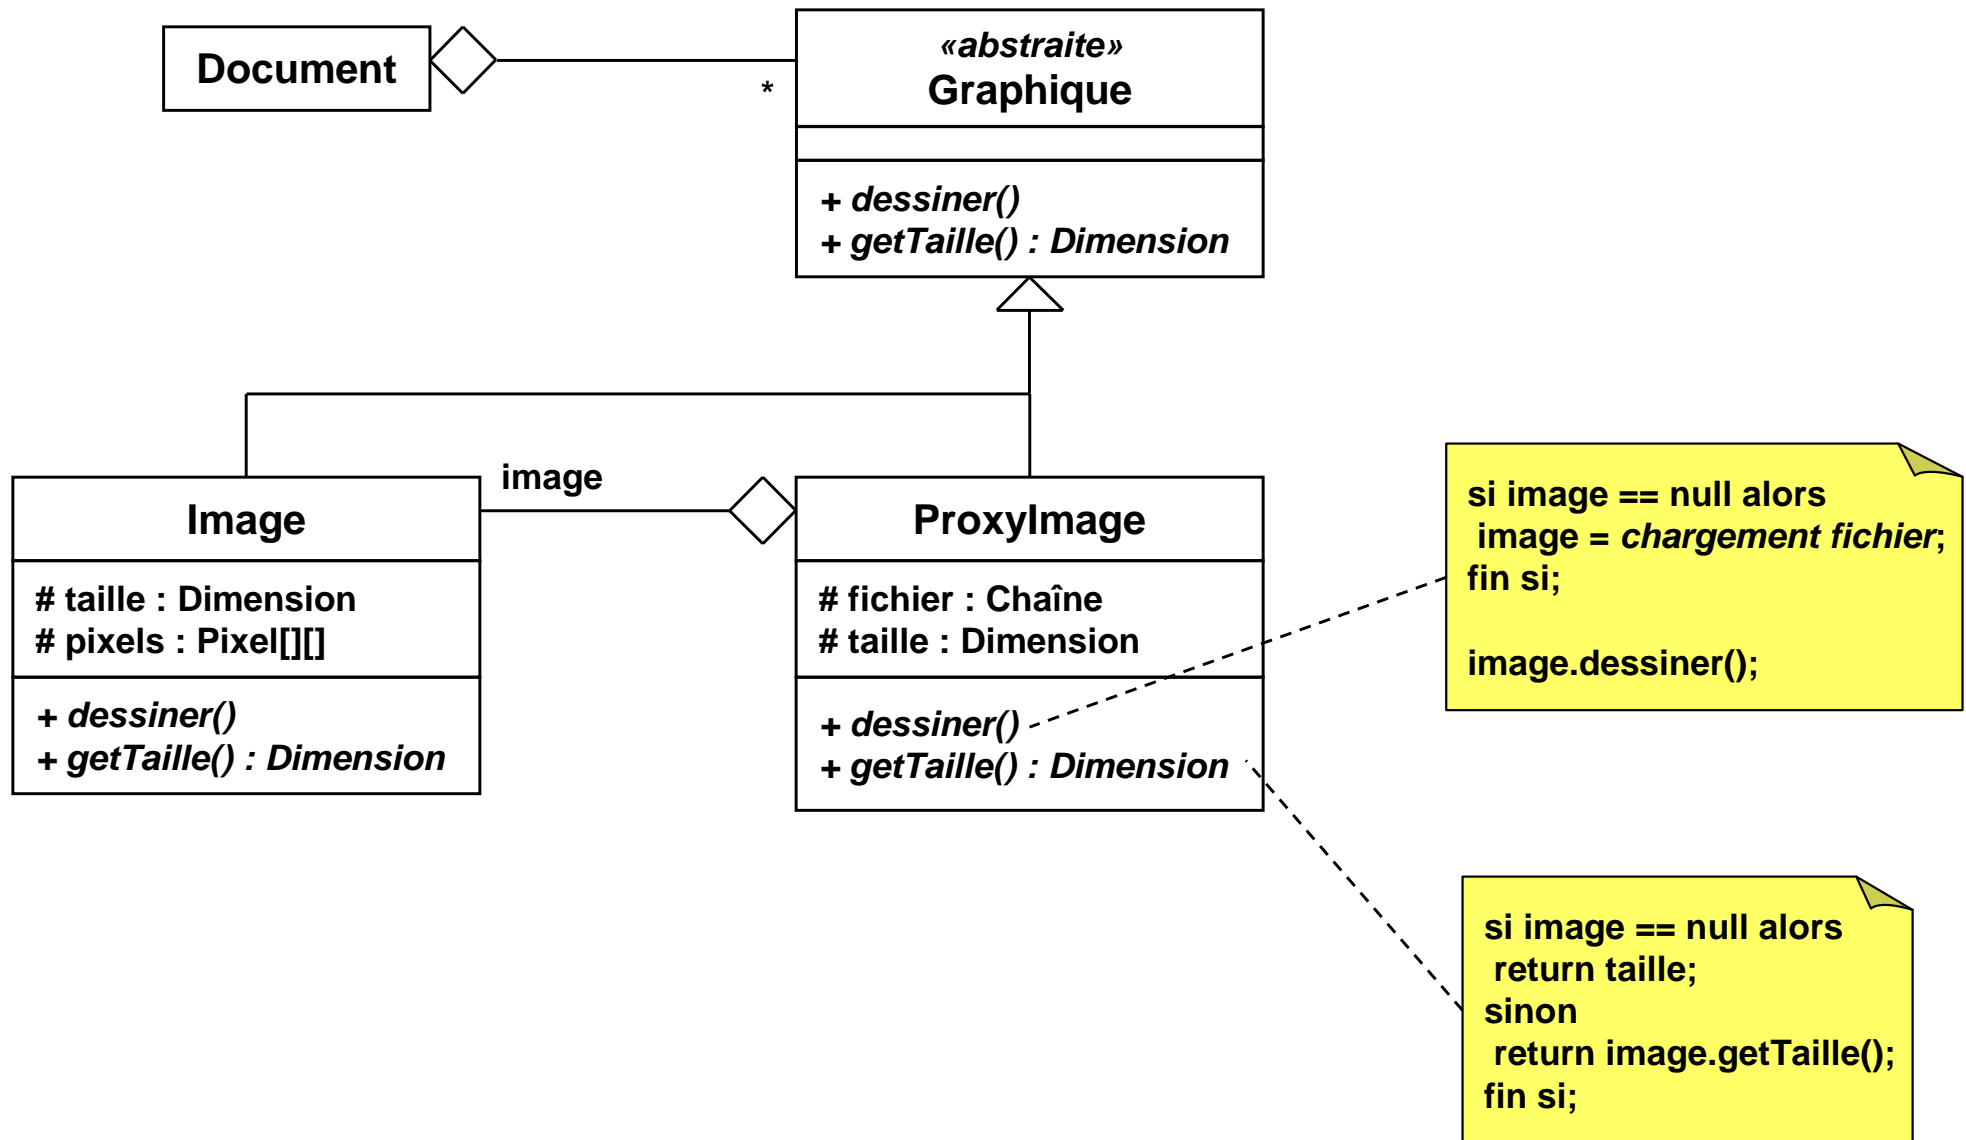 Document
*
«abstraite»
Graphique
+ dessiner()
+ getTaille() : Dimension
image
Image
# taille : Dimension
# pixels : Pixel[][]
+ dessiner()
+ getTaille() : Dimension
ProxyImage
# fichier : Chaîne
# taille : Dimension
+ dessiner()
+ getTaille() : Dimension
si image == null alors
image = chargement fichier;
fin si;
image.dessiner();
si image == null alors
return taille;
sinon
return image.getTaille();
fin si;